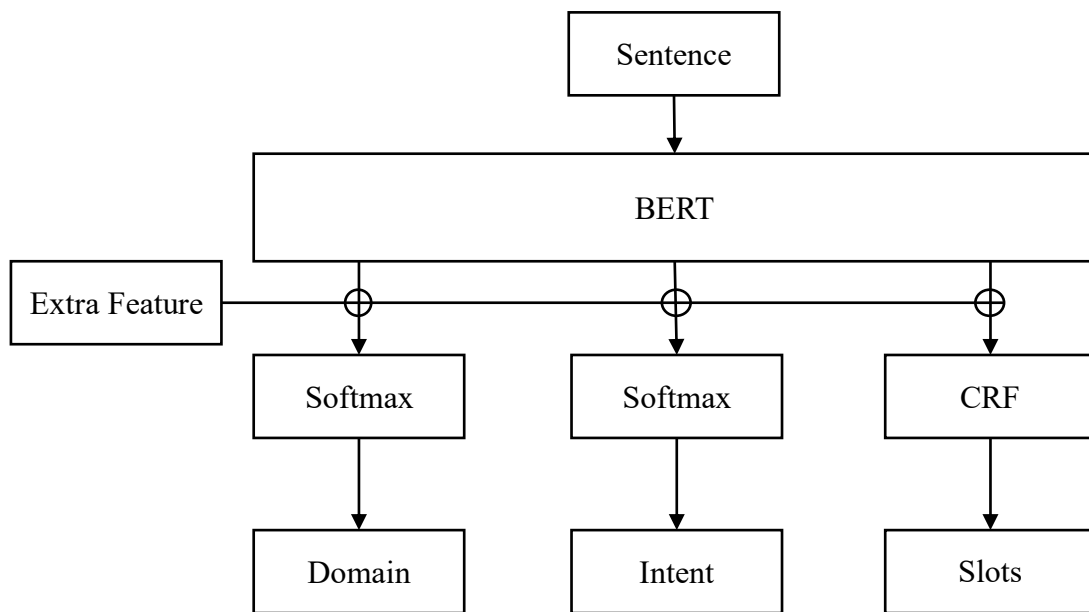 Sentence
BERT
Extra Feature
Softmax
Softmax
CRF
Domain
Intent
Slots